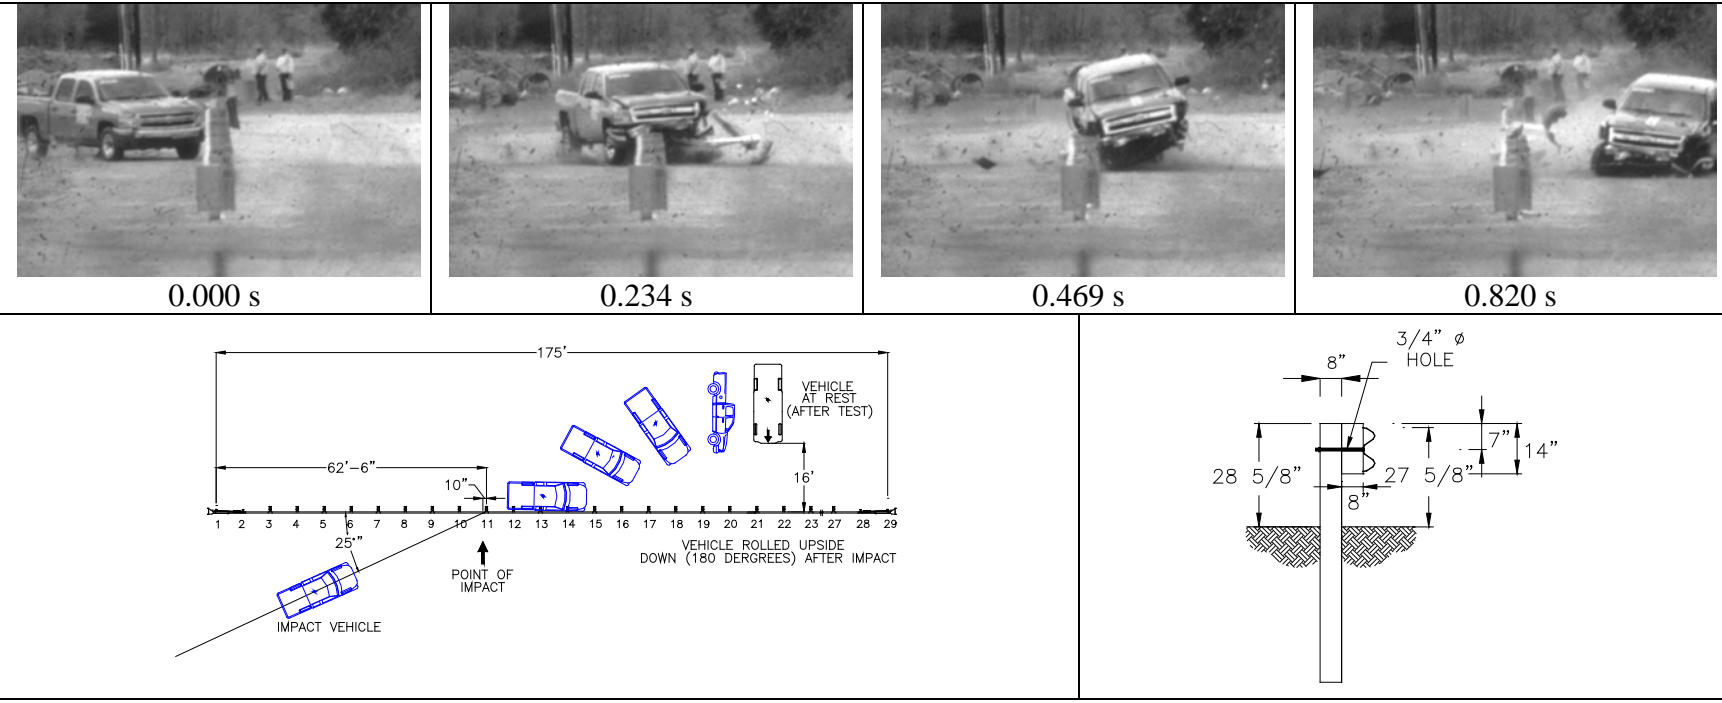 0.000 s
0.234 s
0.469 s
0.820 s
175'
62'-6"
10"
VEHICLE
AT REST
(AFTER TEST)
16'
1 2 3 4 5 6 7 8 9 10 11 12 13 14 15 16 17 18 19 20 21 22 23 27 28 29
25'"
VEHICLE ROLLED UPSIDE
DOWN (180 DERGREES) AFTER IMPACT
POINT OF
IMPACT
IMPACT VEHICLE
3/4" ø
HOLE
8"
7"
14"
28 5/8"
27 5/8"
8"